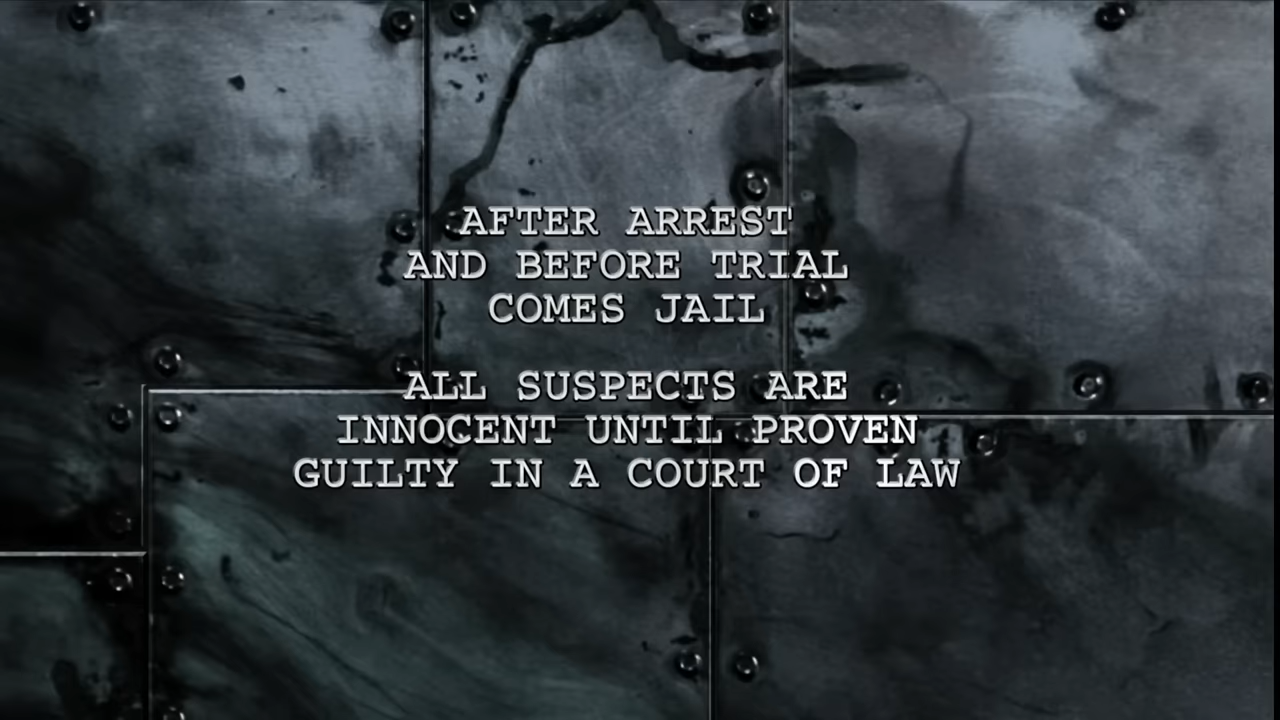 AFTER ARREST
AND BEFORE TRIAL
COMES JAIL
ALL SUSPECTS ARE
INNOCENT UNTIL PROVEN
GUILTY IN A COURT OF LAW